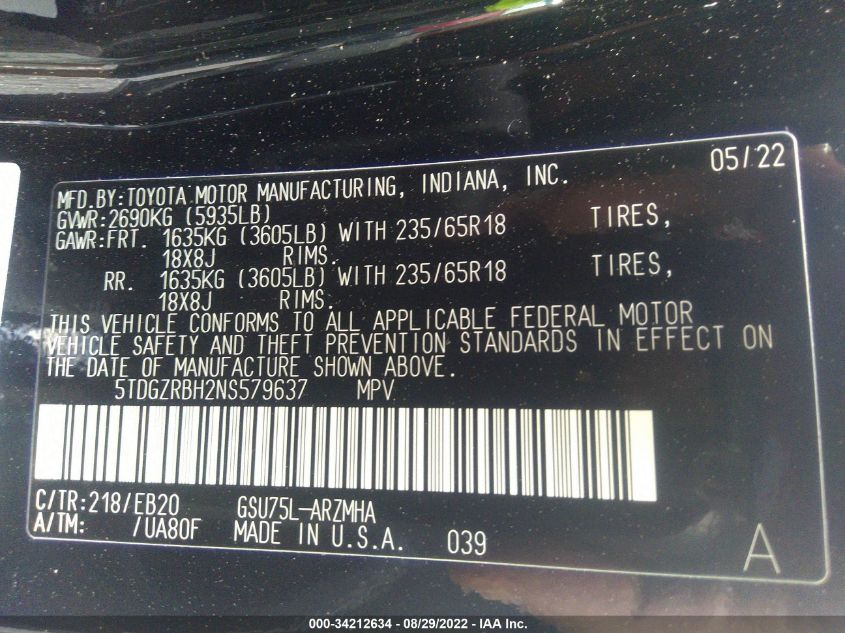 05/22
MFD.BY:TOYOTA MOTOR MANUFACTURING, INDIANA, INC.
GVWR:2690KG (5935LB)
GAWR:FRT. 1635KG (3605LB) WITH 235/65R18 TIRES,
18X8J RIMS.
RR. 1635KG (3605LB) WITH 235/65R18 TIRES,
18X8J RIMS.
THIS VEHICLE CONFORMS TO ALL APPLICABLE FEDERAL MOTOR
VEHICLE SAFETY AND THEFT PREVENTION STANDARDS IN EFFECT ON
THE DATE OF MANUFACTURE SHOWN ABOVE.
5TDGZRBH2NS579637 MPV
C/TR:218/EB20 GSU75L-ARZMHA
A/TM: /UA80F MADE IN U.S.A. 039 A
000-34212634 - 08/29/2022 - IAA Inc.